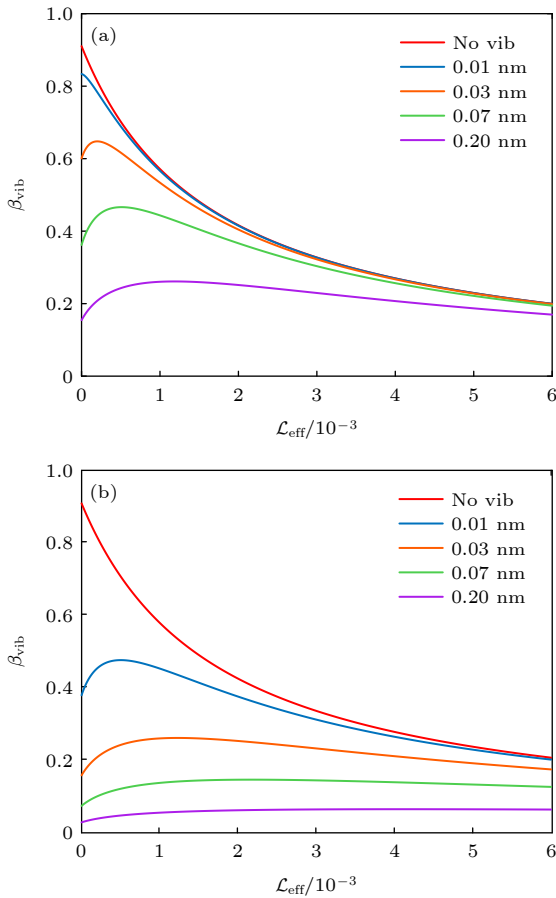 (a)
No vib
0.01 nm
0.03 nm
0.07 nm
0.20 nm
1.0
0.8
0.6
0.4
0.2
0
βvib
0 1 2 3 4 5 6
ℒeff/10⁻³
(b)
No vib
0.01 nm
0.03 nm
0.07 nm
0.20 nm
1.0
0.8
0.6
0.4
0.2
0
βvib
0 1 2 3 4 5 6
ℒeff/10⁻³